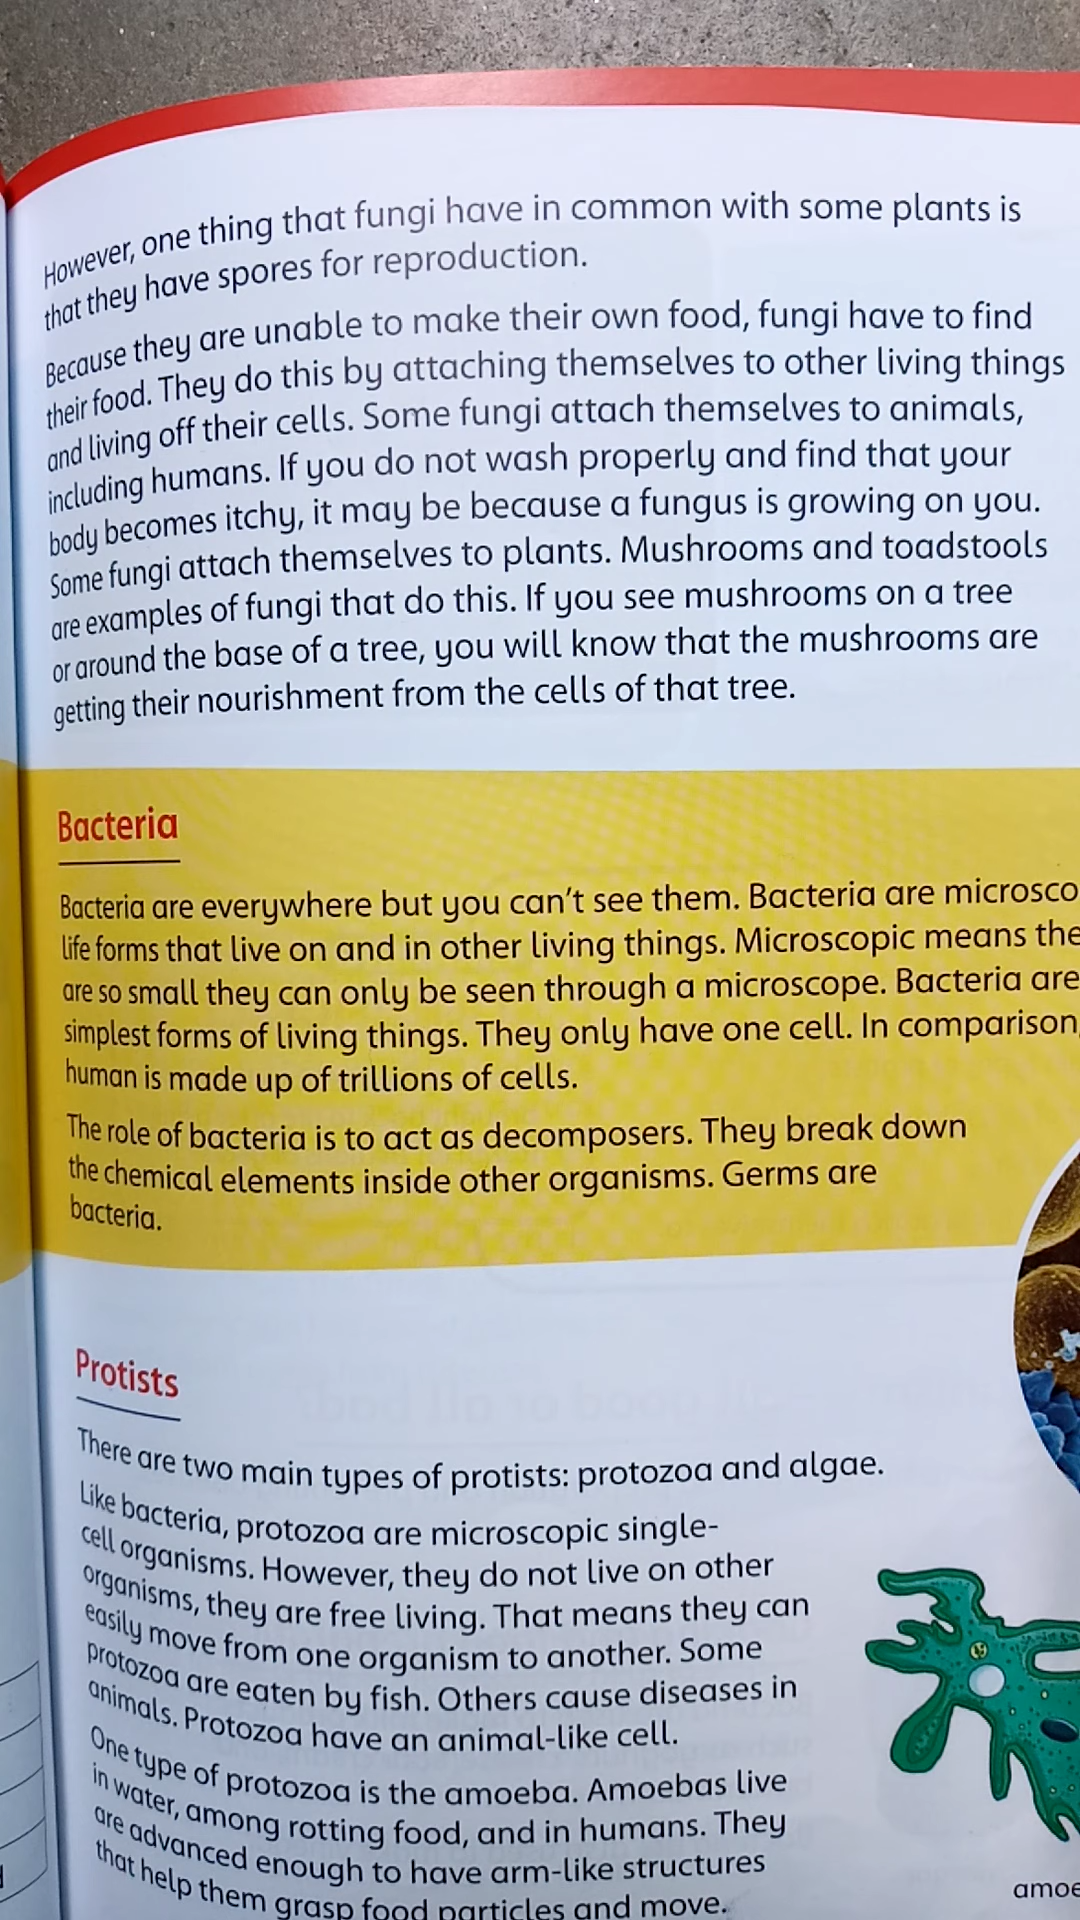 However, one thing that fungi have in common with some plants is
that they have spores for reproduction.
Because they are unable to make their own food, fungi have to find
their food. They do this by attaching themselves to other living things
and living off their cells. Some fungi attach themselves to animals,
including humans. If you do not wash properly and find that your
body becomes itchy, it may be because a fungus is growing on you.
Some fungi attach themselves to plants. Mushrooms and toadstools
are examples of fungi that do this. If you see mushrooms on a tree
or around the base of a tree, you will know that the mushrooms are
getting their nourishment from the cells of that tree.
Bacteria
Bacteria are everywhere but you can't see them. Bacteria are microsco
life forms that live on and in other living things. Microscopic means the
are so small they can only be seen through a microscope. Bacteria are
simplest forms of living things. They only have one cell. In comparison,
human is made up of trillions of cells.
The role of bacteria is to act as decomposers. They break down
the chemical elements inside other organisms. Germs are
bacteria.
Protists
There are two main types of protists: protozoa and algae.
Like bacteria, protozoa are microscopic single-
cell organisms. However, they do not live on other
organisms, they are free living. That means they can
easily move from one organism to another. Some
protozoa are eaten by fish. Others cause diseases in
animals. Protozoa have an animal-like cell.
One type of protozoa is the amoeba. Amoebas live
in water, among rotting food, and in humans. They
are advanced enough to have arm-like structures
that help them grasp food particles and move.
amoe